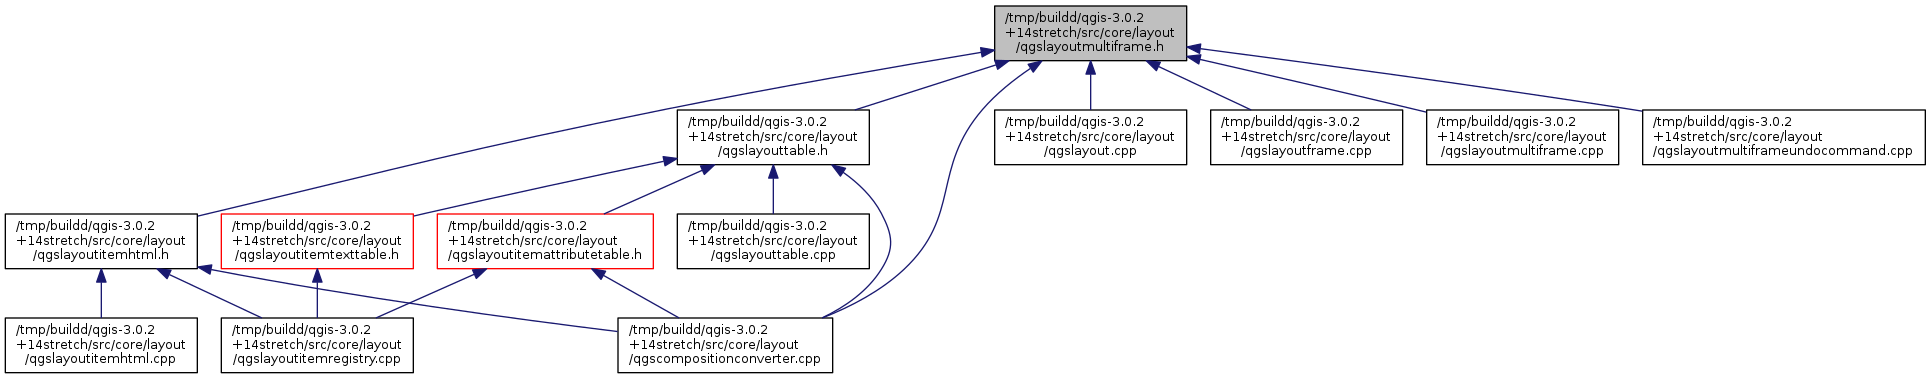 /tmp/buildd/qgis-3.0.2
+14stretch/src/core/layout
/qgslayoutmultiframe.h
/tmp/buildd/qgis-3.0.2
+14stretch/src/core/layout
/qgslayouttable.h
/tmp/buildd/qgis-3.0.2
+14stretch/src/core/layout
/qgslayout.cpp
/tmp/buildd/qgis-3.0.2
+14stretch/src/core/layout
/qgslayoutframe.cpp
/tmp/buildd/qgis-3.0.2
+14stretch/src/core/layout
/qgslayoutmultiframe.cpp
/tmp/buildd/qgis-3.0.2
+14stretch/src/core/layout
/qgslayoutmultiframeundocommand.cpp
/tmp/buildd/qgis-3.0.2
+14stretch/src/core/layout
/qgslayoutitemhtml.h
/tmp/buildd/qgis-3.0.2
+14stretch/src/core/layout
/qgslayoutitemtexttable.h
/tmp/buildd/qgis-3.0.2
+14stretch/src/core/layout
/qgslayoutitemattributetable.h
/tmp/buildd/qgis-3.0.2
+14stretch/src/core/layout
/qgslayouttable.cpp
/tmp/buildd/qgis-3.0.2
+14stretch/src/core/layout
/qgslayoutitemhtml.cpp
/tmp/buildd/qgis-3.0.2
+14stretch/src/core/layout
/qgslayoutitemregistry.cpp
/tmp/buildd/qgis-3.0.2
+14stretch/src/core/layout
/qgscompositionconverter.cpp